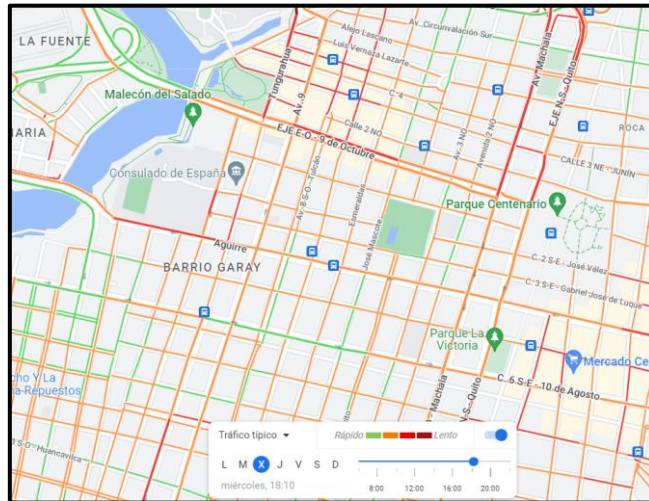 LA FUENTE
Av. Circunvalación Sur
Alejo Lascano
Luis Vernaza Lazarte
Tungurahua
Av. 9
Av. Machala
EJE N.-S.- Quito
Malecón del Salado
C. 4
Calle 2 NO
ROCA
EJE E-O - 9 de Octubre
Av. 3 NO
Avenida 2 NO
CALLE 3 NE - JUNÍN
Consulado de España
Av. 8 S-O - Tulcán
Esmeraldas
José Mascote
Parque Centenario
Aguirre
BARRIO GARAY
C. 2 S-E - José Vélez
C. 3 S-E - Gabriel José de Luque
Parque La
Victoria
Mercado Ce
C. 6 S-E - 10 de Agosto
cho Y La
a-Repuestos
Machala
N.-S.- Quito
S-O - Huancavilca
Tráfico típico
Rápido
Lento
L M X J V S D
miércoles, 18:10
8:00 12:00 16:00 20:00